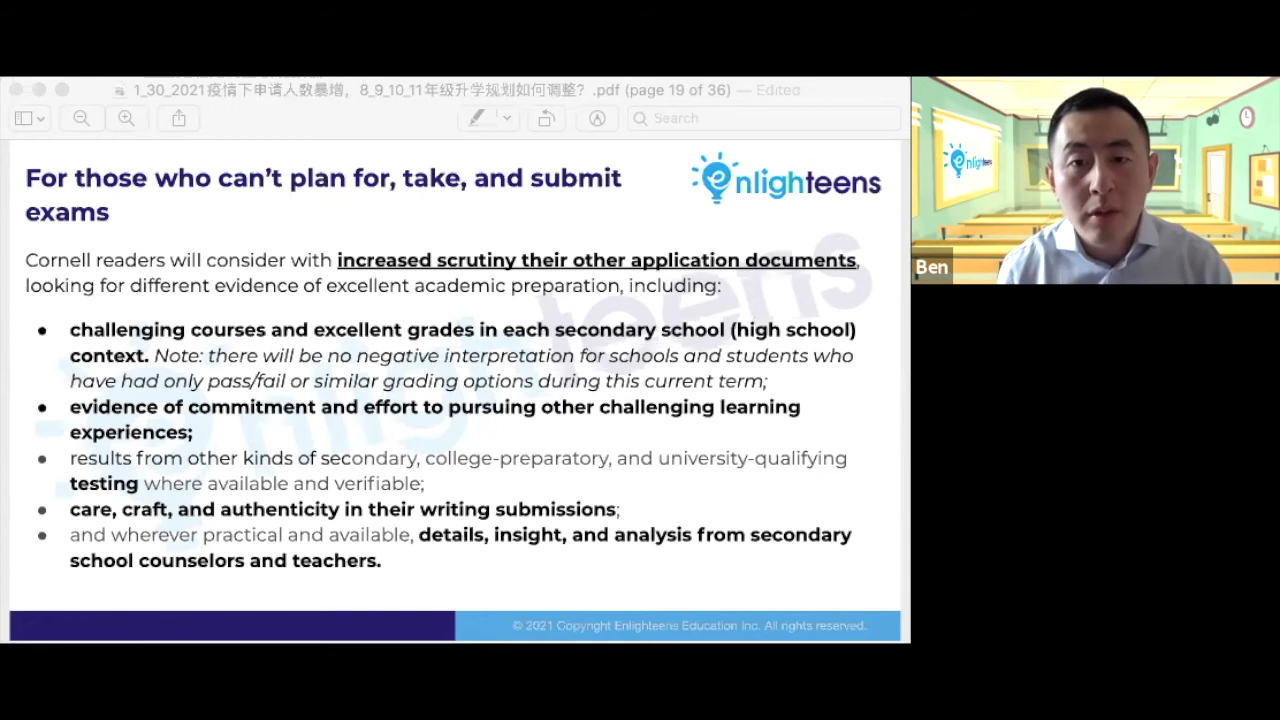 1_30_2021疫情下申请人数暴增，8_9_10_11年级升学规划如何调整？.pdf (page 19 of 36) — Edited
Search
For those who can't plan for, take, and submit
exams
enlighteens
Cornell readers will consider with increased scrutiny their other application documents,
looking for different evidence of excellent academic preparation, including:
● challenging courses and excellent grades in each secondary school (high school)
context. Note: there will be no negative interpretation for schools and students who
have had only pass/fail or similar grading options during this current term;
● evidence of commitment and effort to pursuing other challenging learning
experiences;
● results from other kinds of secondary, college-preparatory, and university-qualifying
testing where available and verifiable;
● care, craft, and authenticity in their writing submissions;
● and wherever practical and available, details, insight, and analysis from secondary
school counselors and teachers.
enlighteens
© 2021 Copyright Enlighteens Education Inc. All rights reserved.
enlighteens
Ben